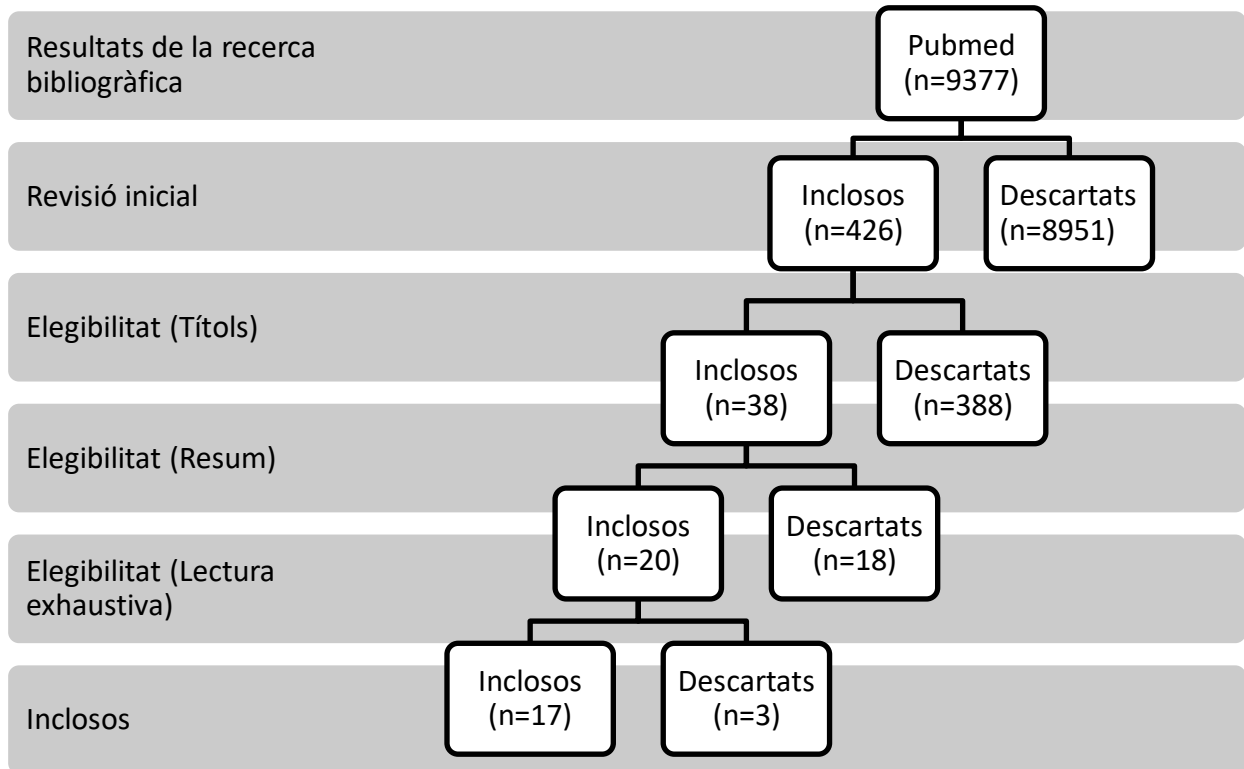 Resultats de la recerca
bibliogràfica
Pubmed
(n=9377)
Revisió inicial
Inclosos
(n=426)
Descartats
(n=8951)
Elegibilitat (Títols)
Inclosos
(n=38)
Descartats
(n=388)
Elegibilitat (Resum)
Inclosos
(n=20)
Descartats
(n=18)
Elegibilitat (Lectura
exhaustiva)
Inclosos
(n=17)
Descartats
(n=3)
Inclosos